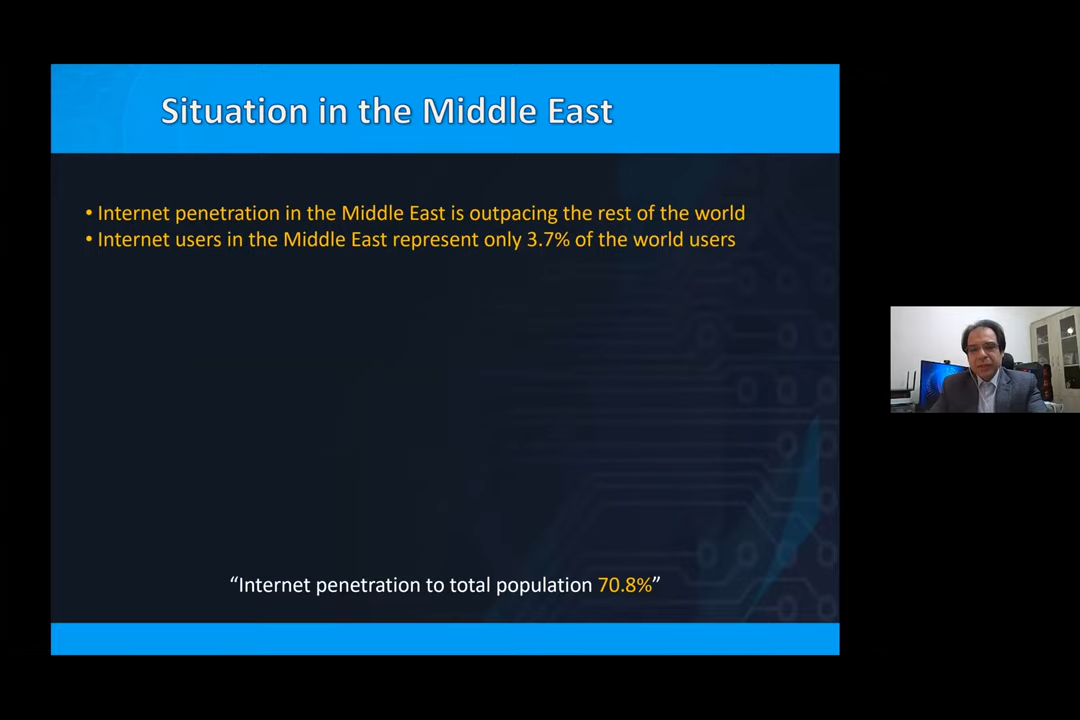 Situation in the Middle East
• Internet penetration in the Middle East is outpacing the rest of the world
• Internet users in the Middle East represent only 3.7% of the world users
“Internet penetration to total population 70.8%”